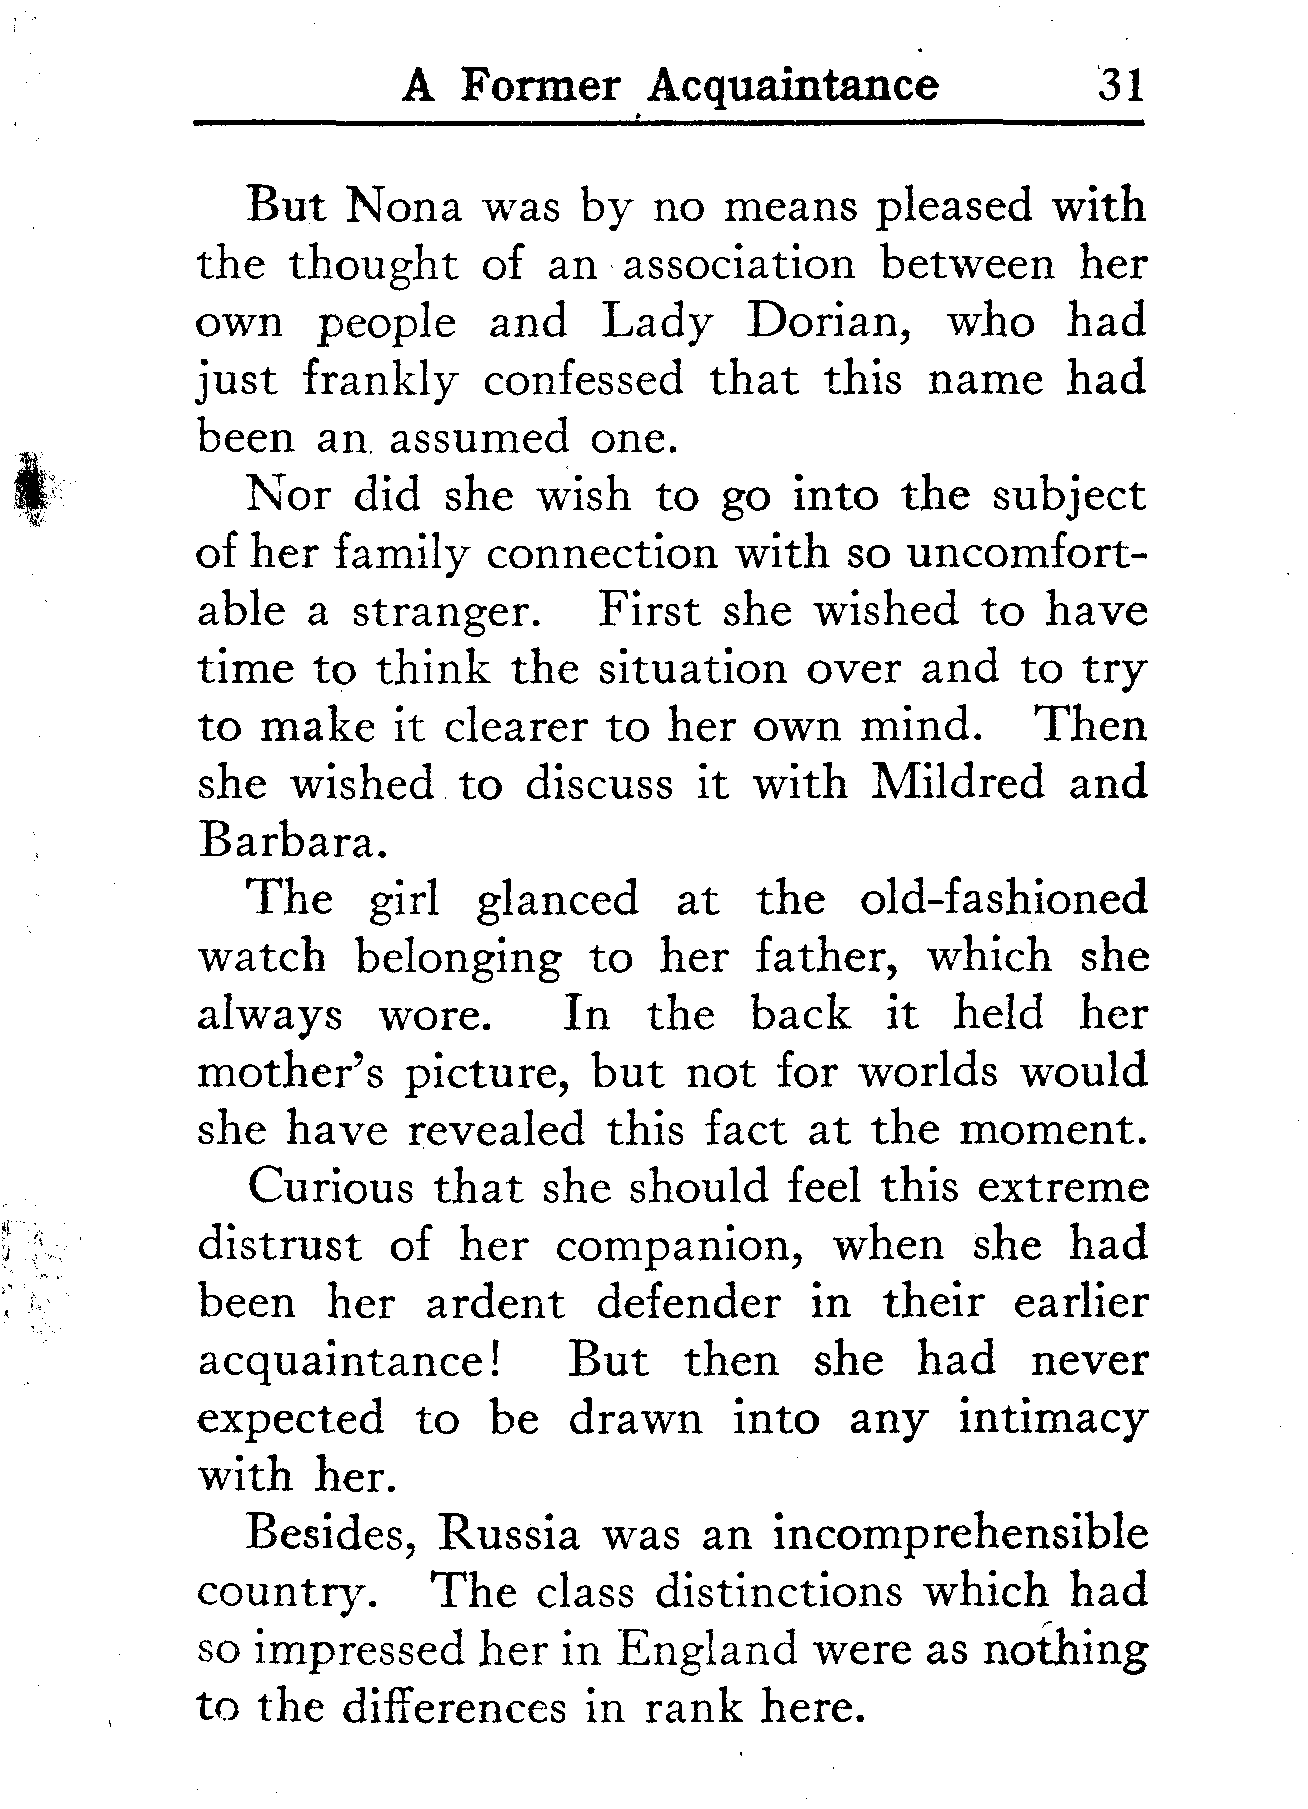 A Former Acquaintance 31
But Nona was by no means pleased with
the thought of an association between her
own people and Lady Dorian, who had
just frankly confessed that this name had
been an assumed one.
Nor did she wish to go into the subject
of her family connection with so uncomfort-
able a stranger. First she wished to have
time to think the situation over and to try
to make it clearer to her own mind. Then
she wished to discuss it with Mildred and
Barbara.
The girl glanced at the old-fashioned
watch belonging to her father, which she
always wore. In the back it held her
mother's picture, but not for worlds would
she have revealed this fact at the moment.
Curious that she should feel this extreme
distrust of her companion, when she had
been her ardent defender in their earlier
acquaintance! But then she had never
expected to be drawn into any intimacy
with her.
Besides, Russia was an incomprehensible
country. The class distinctions which had
so impressed her in England were as nothing
to the differences in rank here.